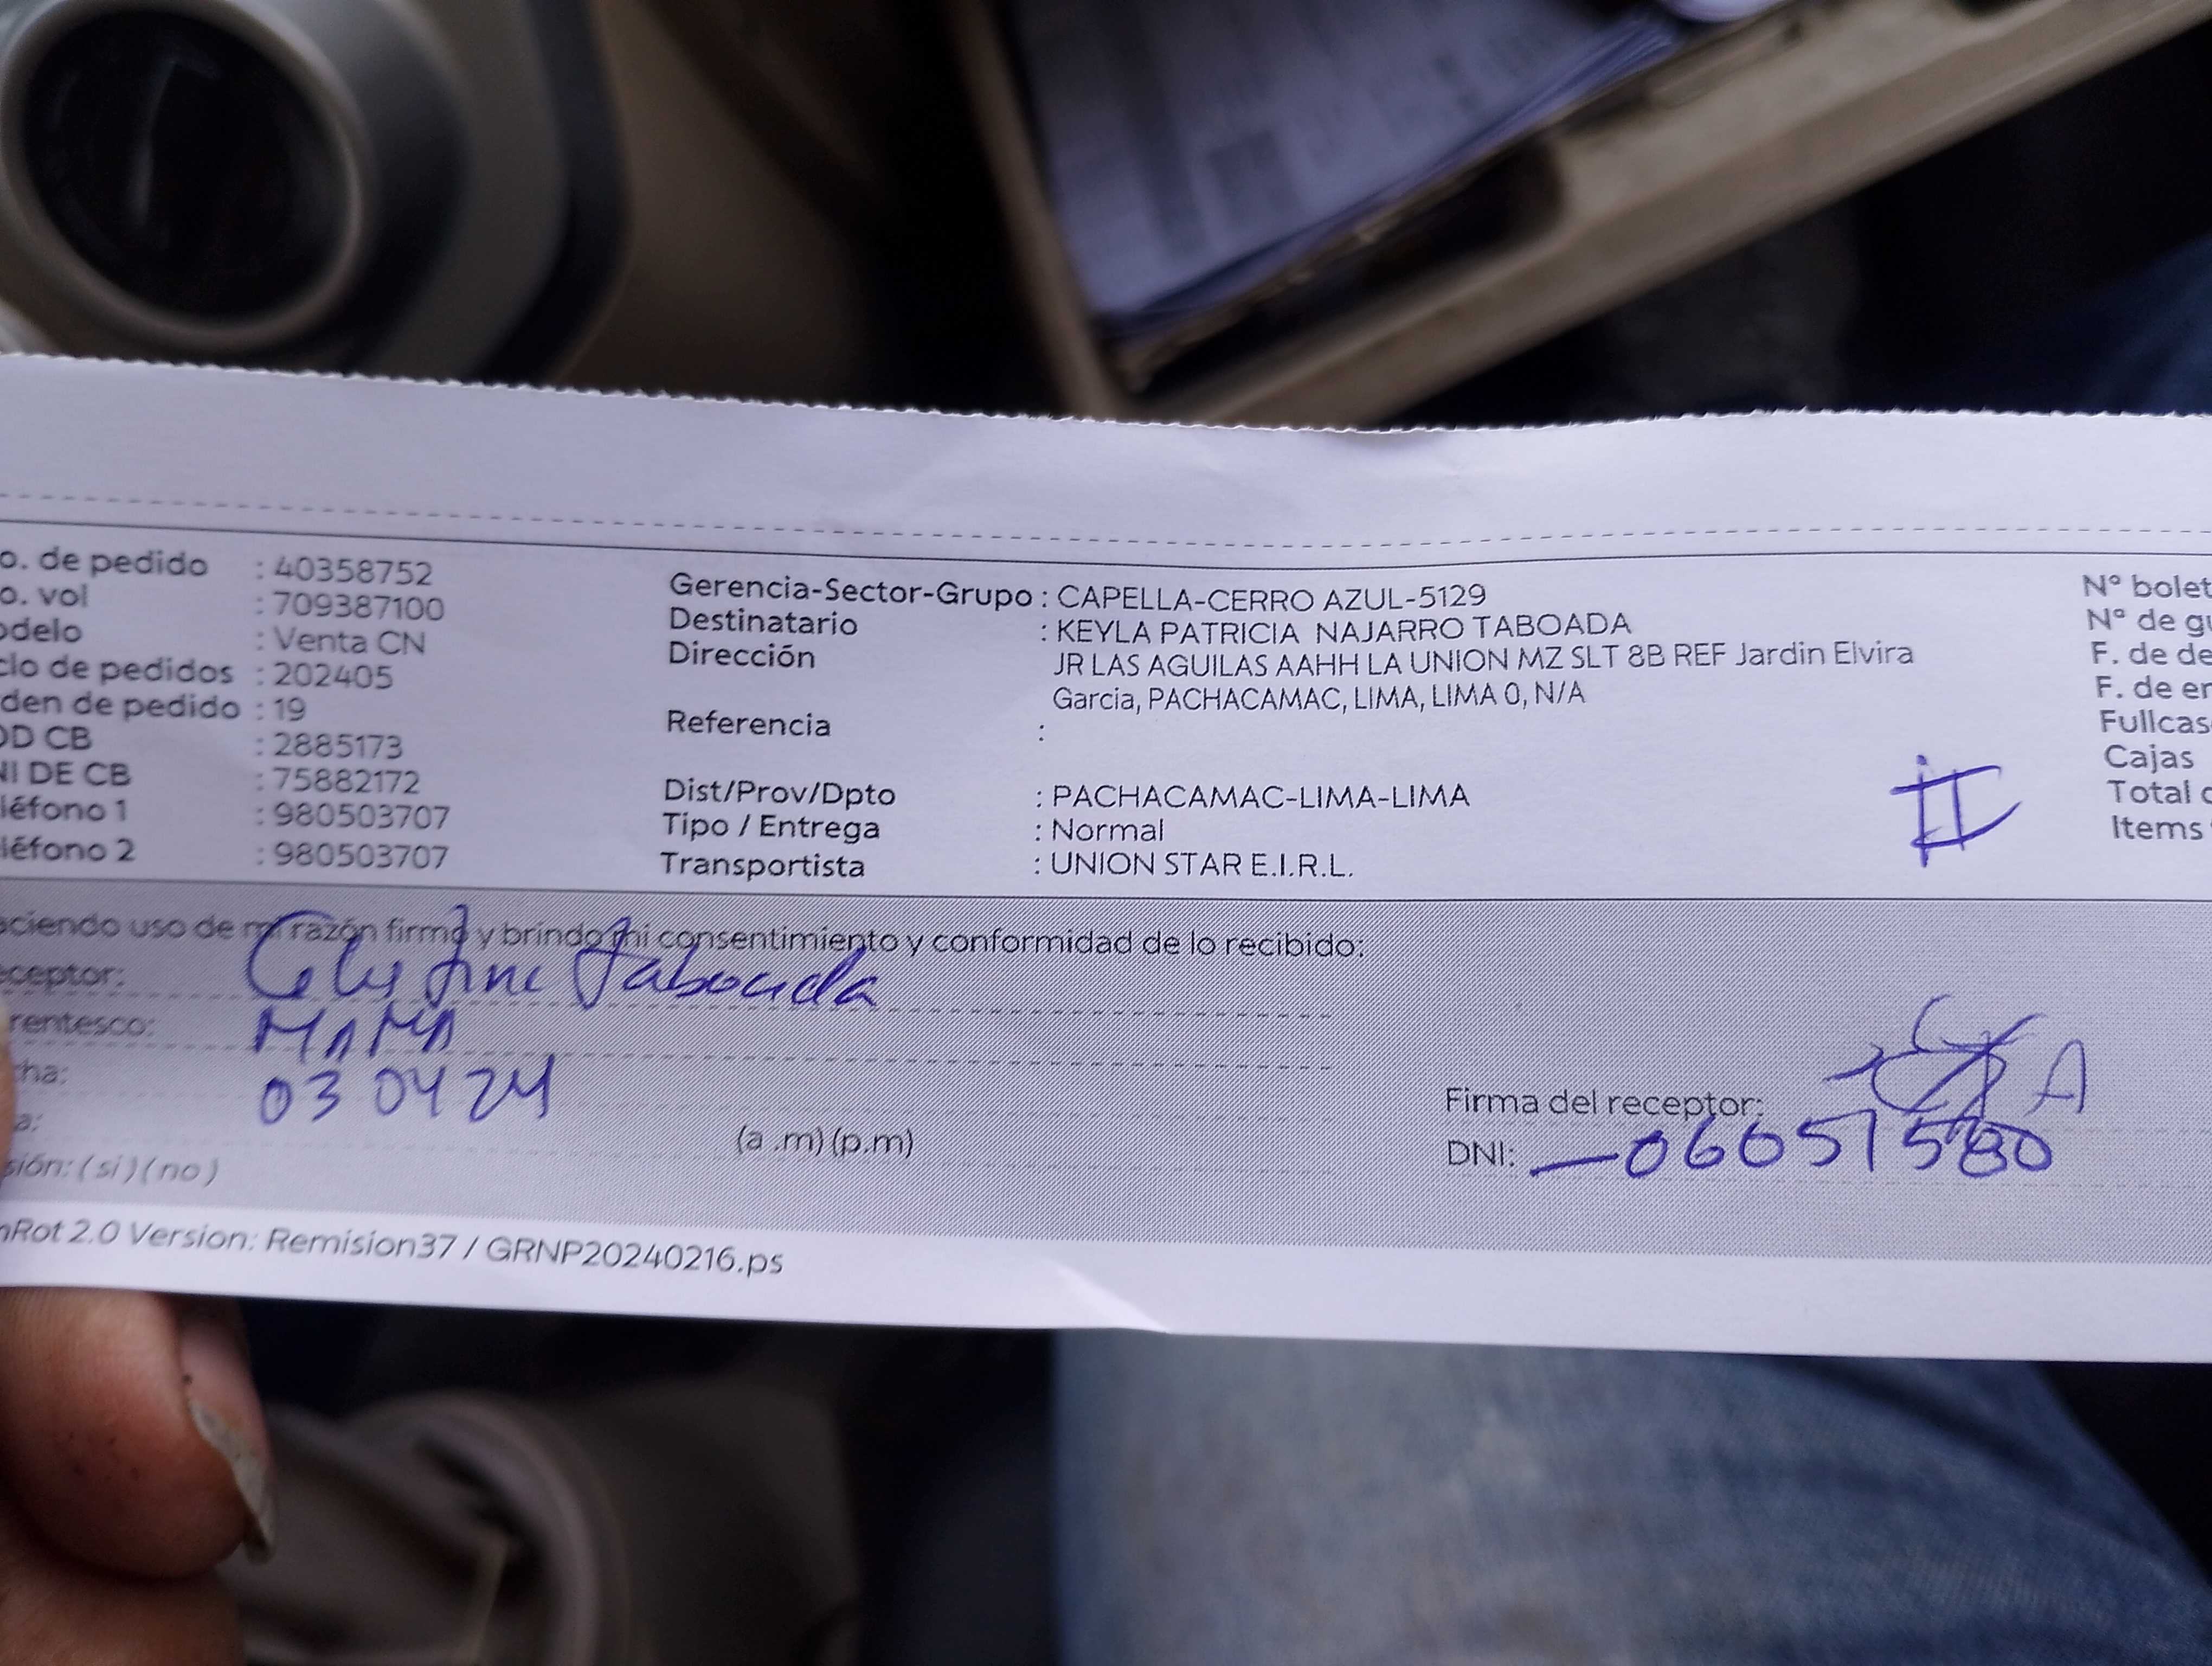 o. de pedido : 40358752
o. vol : 709387100
odelo : Venta CN
clo de pedidos : 202405
den de pedido : 19
OD CB : 2885173
NI DE CB : 75882172
léfono 1 : 980503707
léfono 2 : 980503707
Gerencia-Sector-Grupo : CAPELLA-CERRO AZUL-5129
Destinatario : KEYLA PATRICIA NAJARRO TABOADA
Dirección JR LAS AGUILAS AAHH LA UNION MZ SLT 8B REF Jardin Elvira
Garcia, PACHACAMAC, LIMA, LIMA 0, N/A
Referencia :
Dist/Prov/Dpto : PACHACAMAC-LIMA-LIMA
Tipo / Entrega : Normal
Transportista : UNION STAR E.I.R.L.
Nº bolet
Nº de gu
F. de de
F. de en
Fullcas
Cajas
Total
Items
aciendo uso de mi razón firmo y brindo mi consentimiento y conformidad de lo recibido:
ceptor: Taboada
rentesco: MAMA
ha: 03 04 24
a: (a .m) (p.m)
sión: ( si ) ( no )
Firma del receptor:
DNI:
nRot 2.0 Version: Remision37 / GRNP20240216.ps